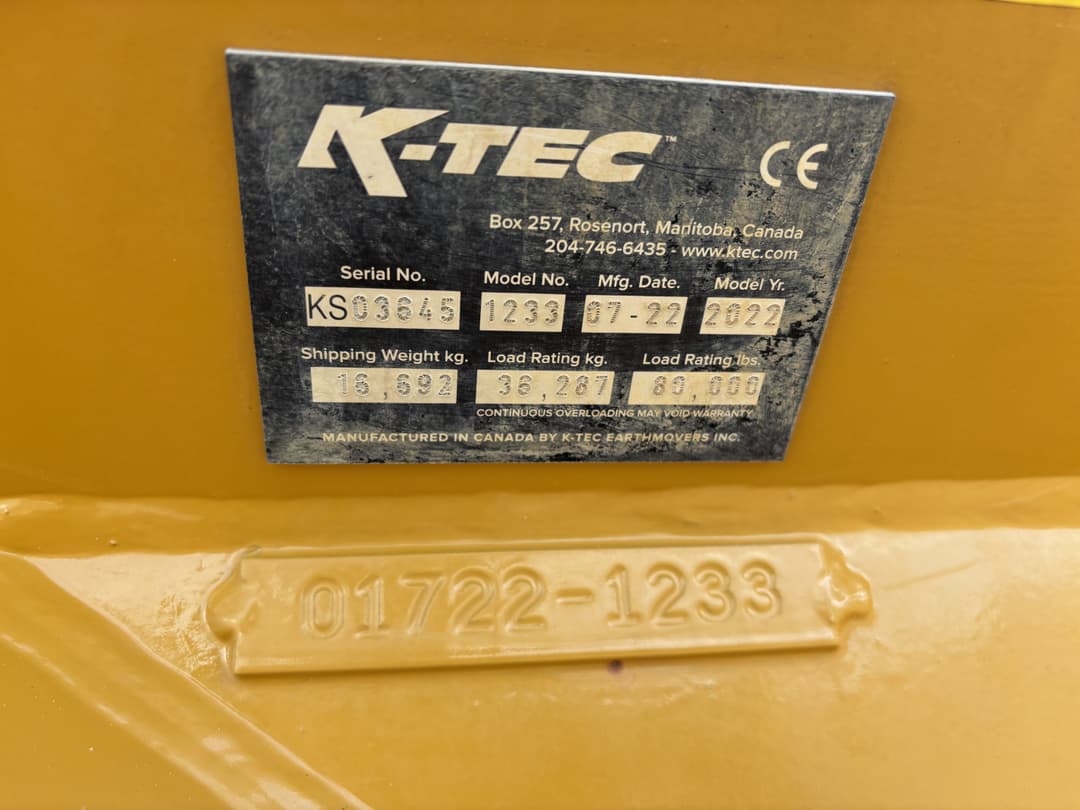 K-TEC™ CE
Box 257, Rosenort, Manitoba, Canada
204-746-6435 - www.ktec.com
Serial No. Model No. Mfg. Date. Model Yr.
KS03645 1233 07-22 2022
Shipping Weight kg. Load Rating kg. Load Rating lbs.
16,692 36,287 80,000
CONTINUOUS OVERLOADING MAY VOID WARRANTY
MANUFACTURED IN CANADA BY K-TEC EARTHMOVERS INC.
01722-1233